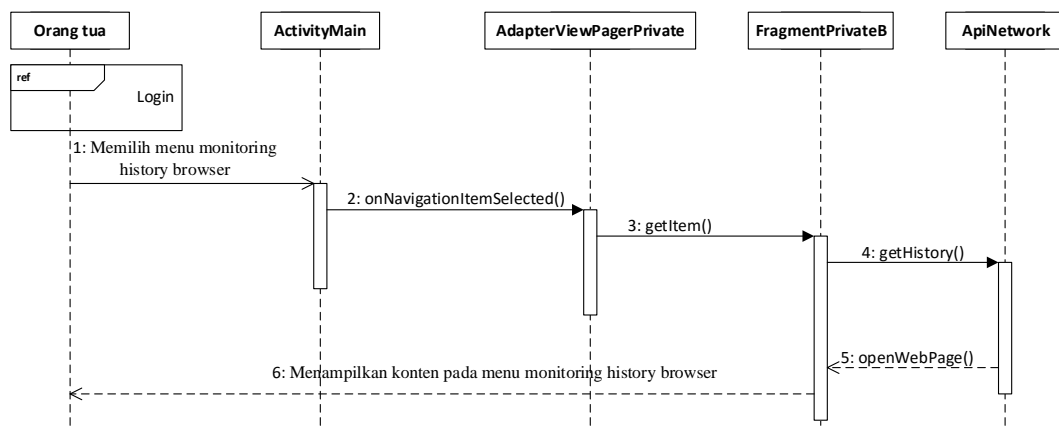 Orang tua
ActivityMain
AdapterViewPagerPrivate
FragmentPrivateB
ApiNetwork
ref
Login
1: Memilih menu monitoring
history browser
2: onNavigationItemSelected()
3: getItem()
4: getHistory()
5: openWebPage()
6: Menampilkan konten pada menu monitoring history browser